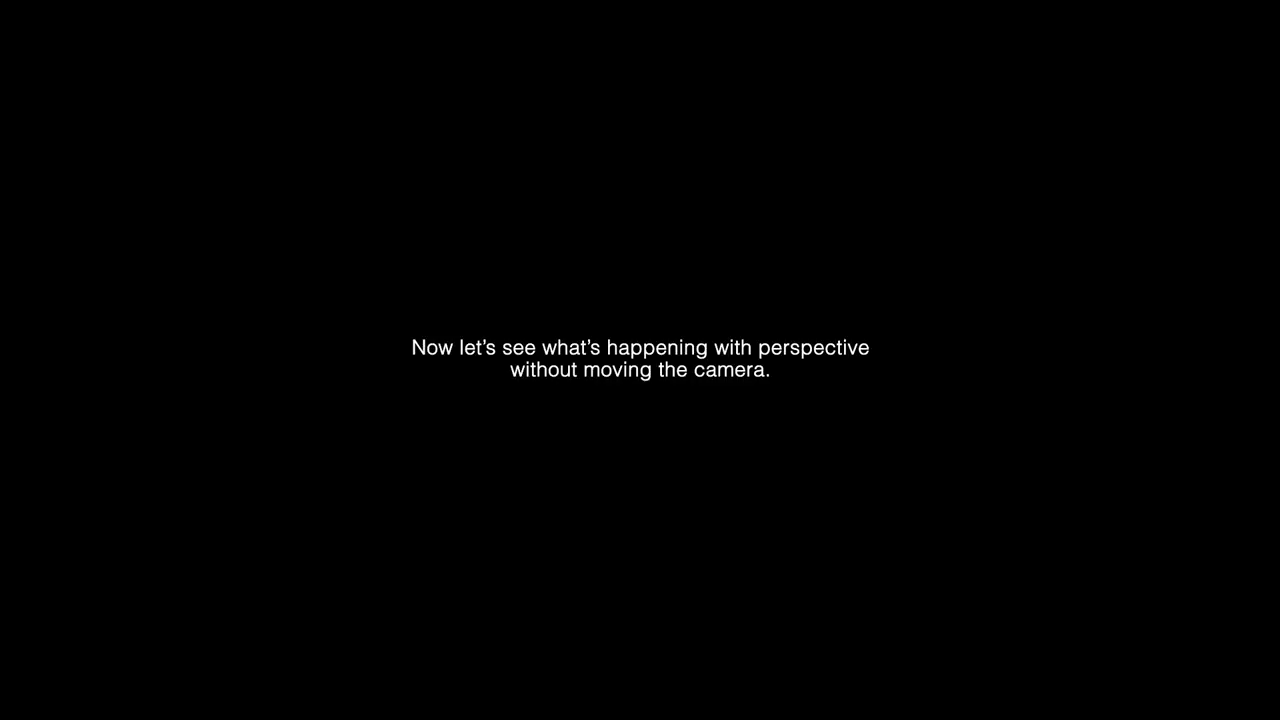 Now let’s see what’s happening with perspective
without moving the camera.